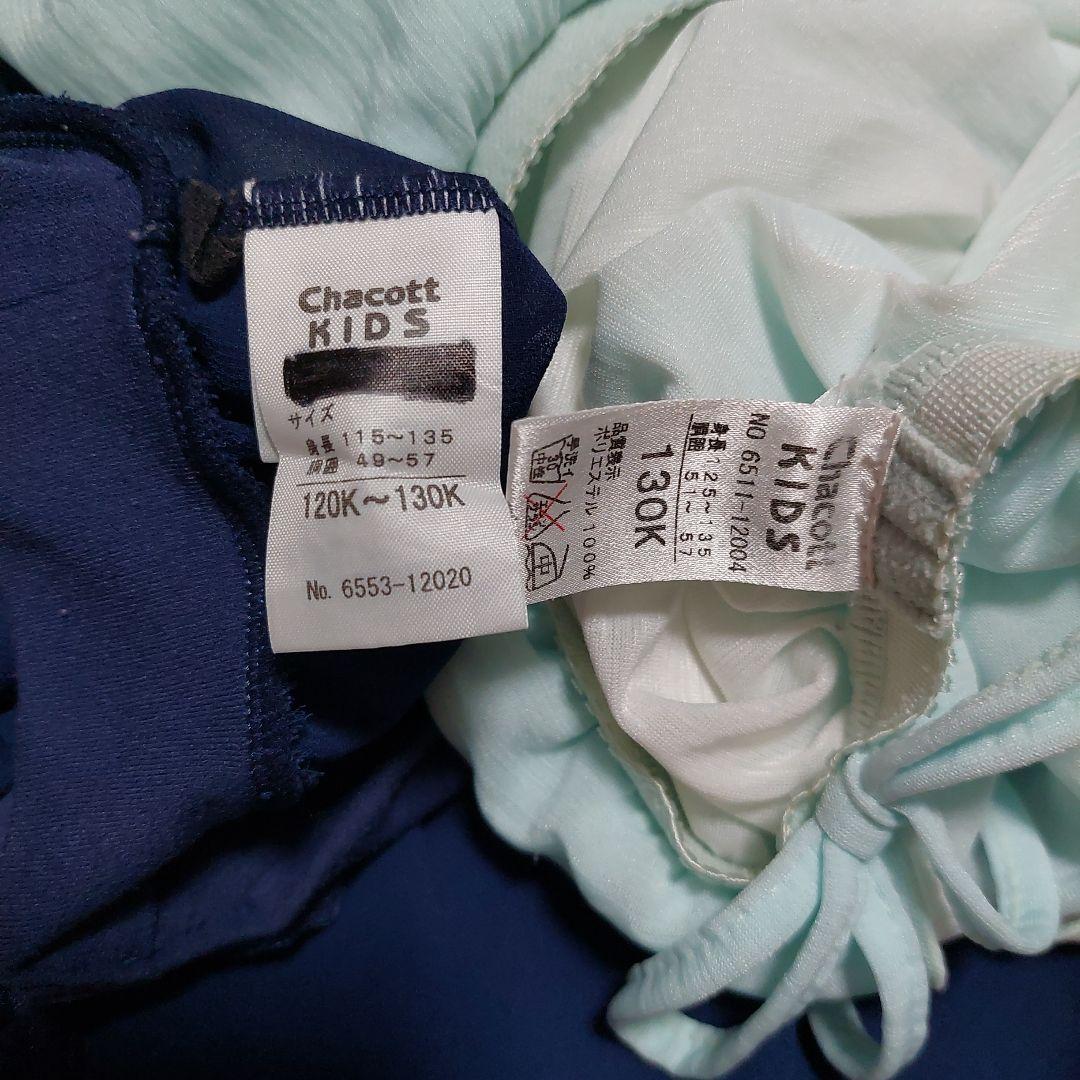 Chacott
KIDS
サイズ
身長 115~135
胴囲 49~57
120K~130K
No. 6553-12020
Chacott
KIDS
NO 6511-12004
身長 125~135
胴囲 51~57
130K
品質表示
ポリエステル 100%
中性